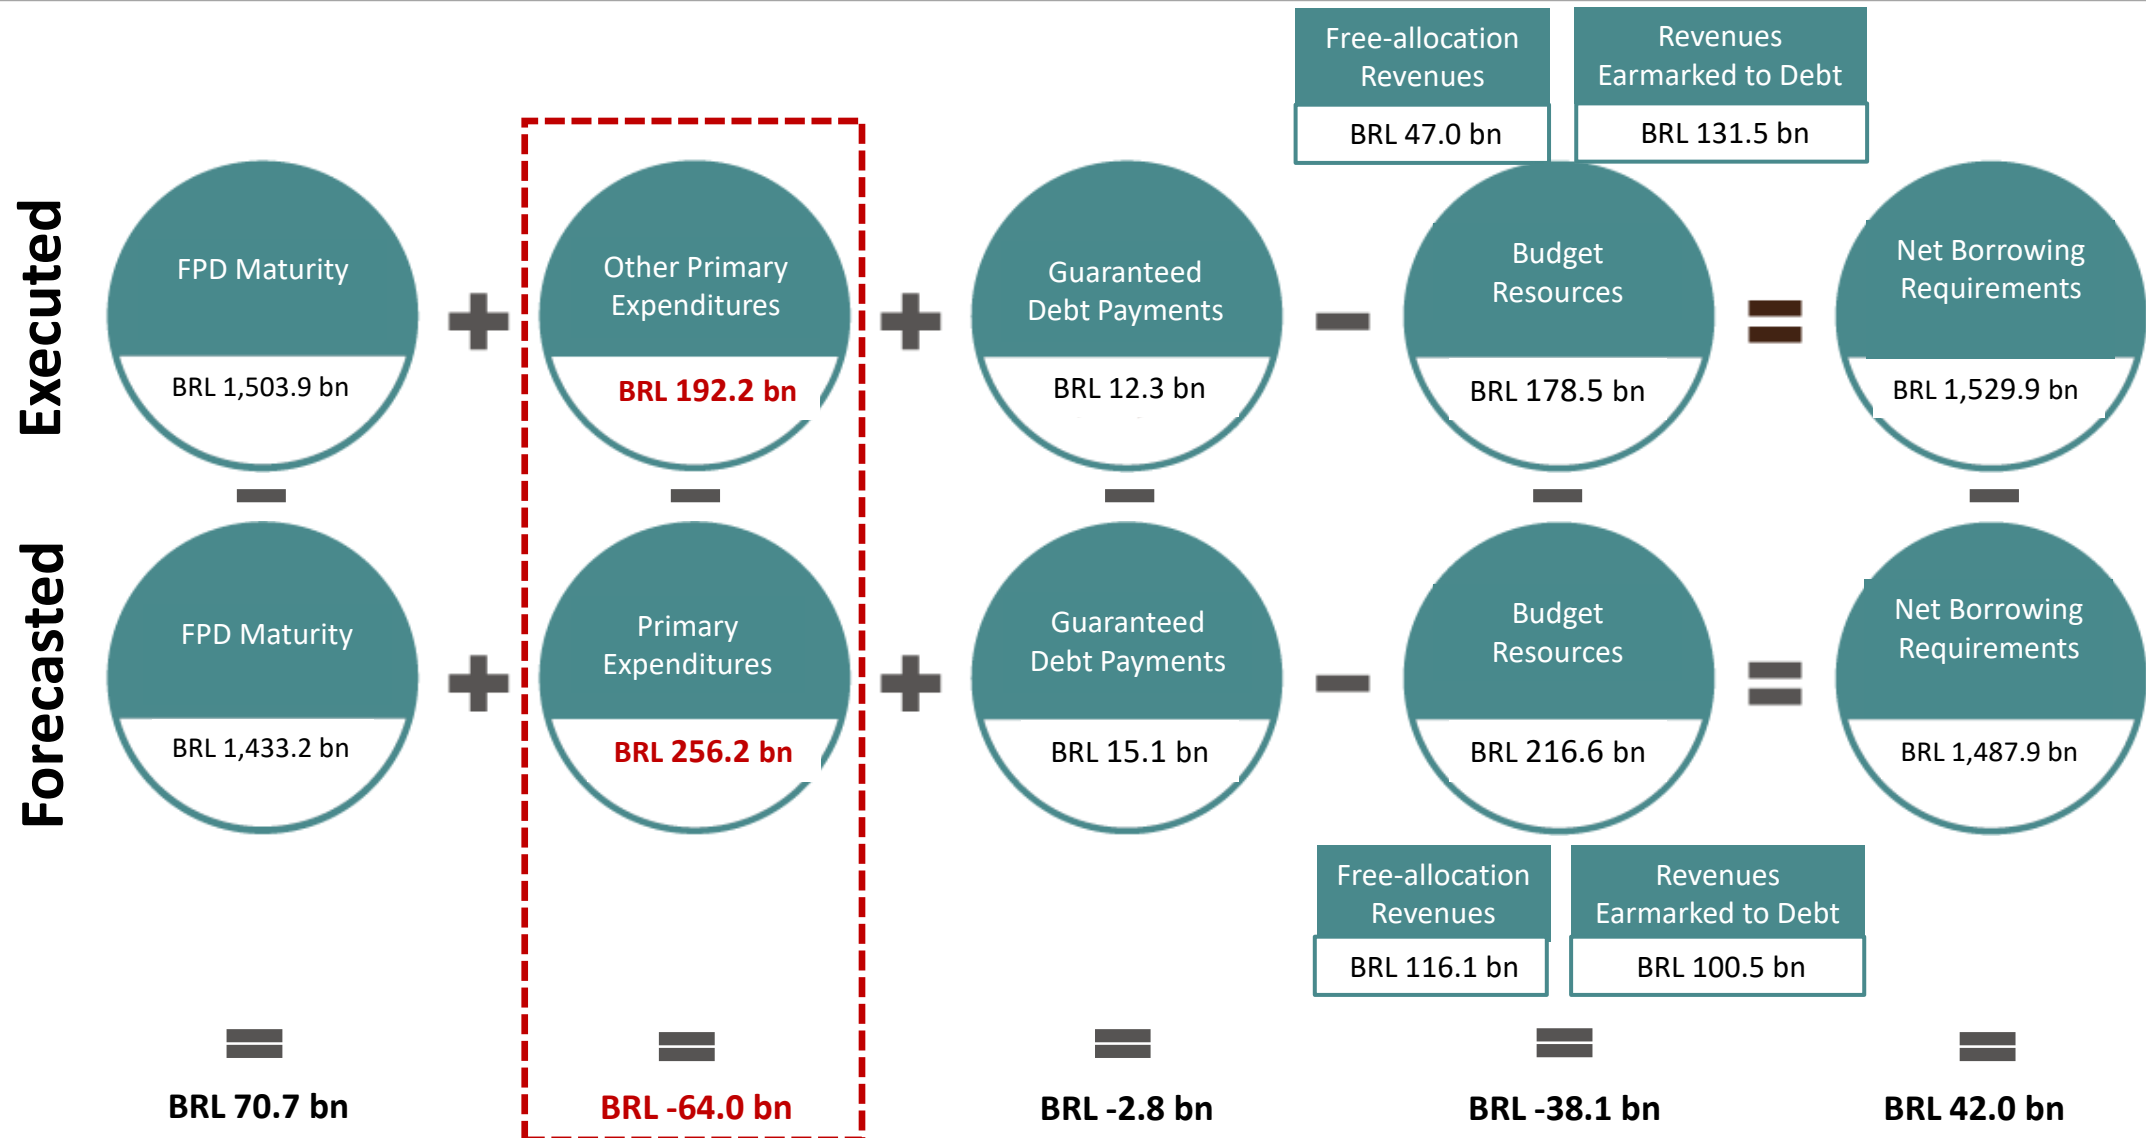 Free-allocation
Revenues
BRL 47.0 bn
Revenues
Earmarked to Debt
BRL 131.5 bn
Executed
FPD Maturity
BRL 1,503.9 bn
Other Primary
Expenditures
BRL 192.2 bn
Guaranteed
Debt Payments
BRL 12.3 bn
Budget
Resources
BRL 178.5 bn
Net Borrowing
Requirements
BRL 1,529.9 bn
Forecasted
FPD Maturity
BRL 1,433.2 bn
Primary
Expenditures
BRL 256.2 bn
Guaranteed
Debt Payments
BRL 15.1 bn
Budget
Resources
BRL 216.6 bn
Net Borrowing
Requirements
BRL 1,487.9 bn
Free-allocation
Revenues
BRL 116.1 bn
Revenues
Earmarked to Debt
BRL 100.5 bn
BRL 70.7 bn
BRL -64.0 bn
BRL -2.8 bn
BRL -38.1 bn
BRL 42.0 bn